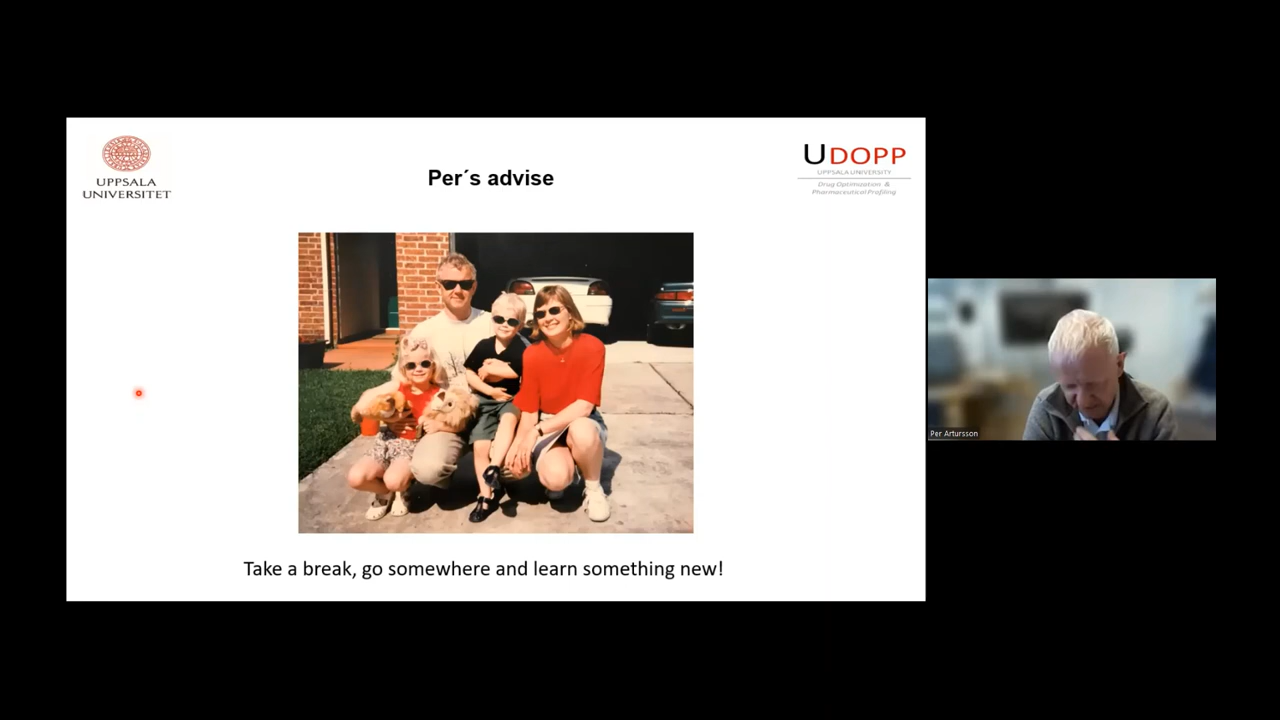 UPPSALA
UNIVERSITET
Per´s advise
UDOPP
UPPSALA UNIVERSITY
Drug Optimization &
Pharmaceutical Profiling
Take a break, go somewhere and learn something new!
Per Artursson